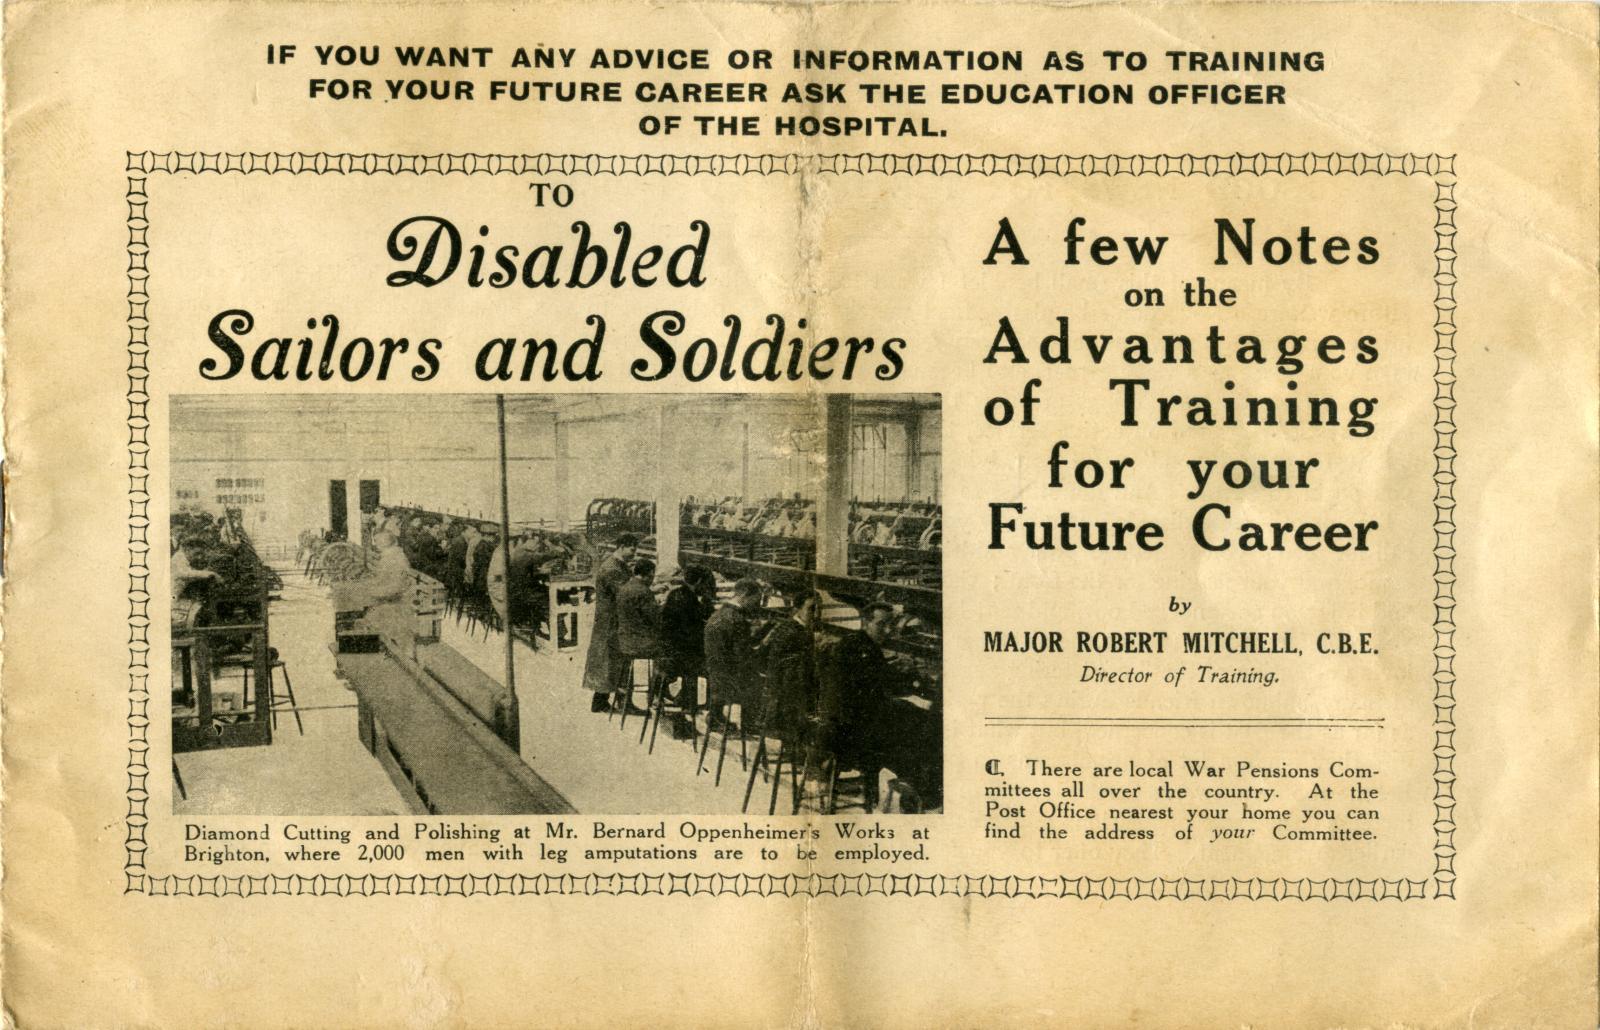 IF YOU WANT ANY ADVICE OR INFORMATION AS TO TRAINING
FOR YOUR FUTURE CAREER ASK THE EDUCATION OFFICER
OF THE HOSPITAL.
TO
Disabled
Sailors and Soldiers
Diamond Cutting and Polishing at Mr. Bernard Oppenheimer's Works at
Brighton, where 2,000 men with leg amputations are to be employed.
A few Notes
on the
Advantages
of Training
for your
Future Career
by
MAJOR ROBERT MITCHELL, C.B.E.
Director of Training.
There are local War Pensions Com-
mittees all over the country. At the
Post Office nearest your home you can
find the address of your Committee.